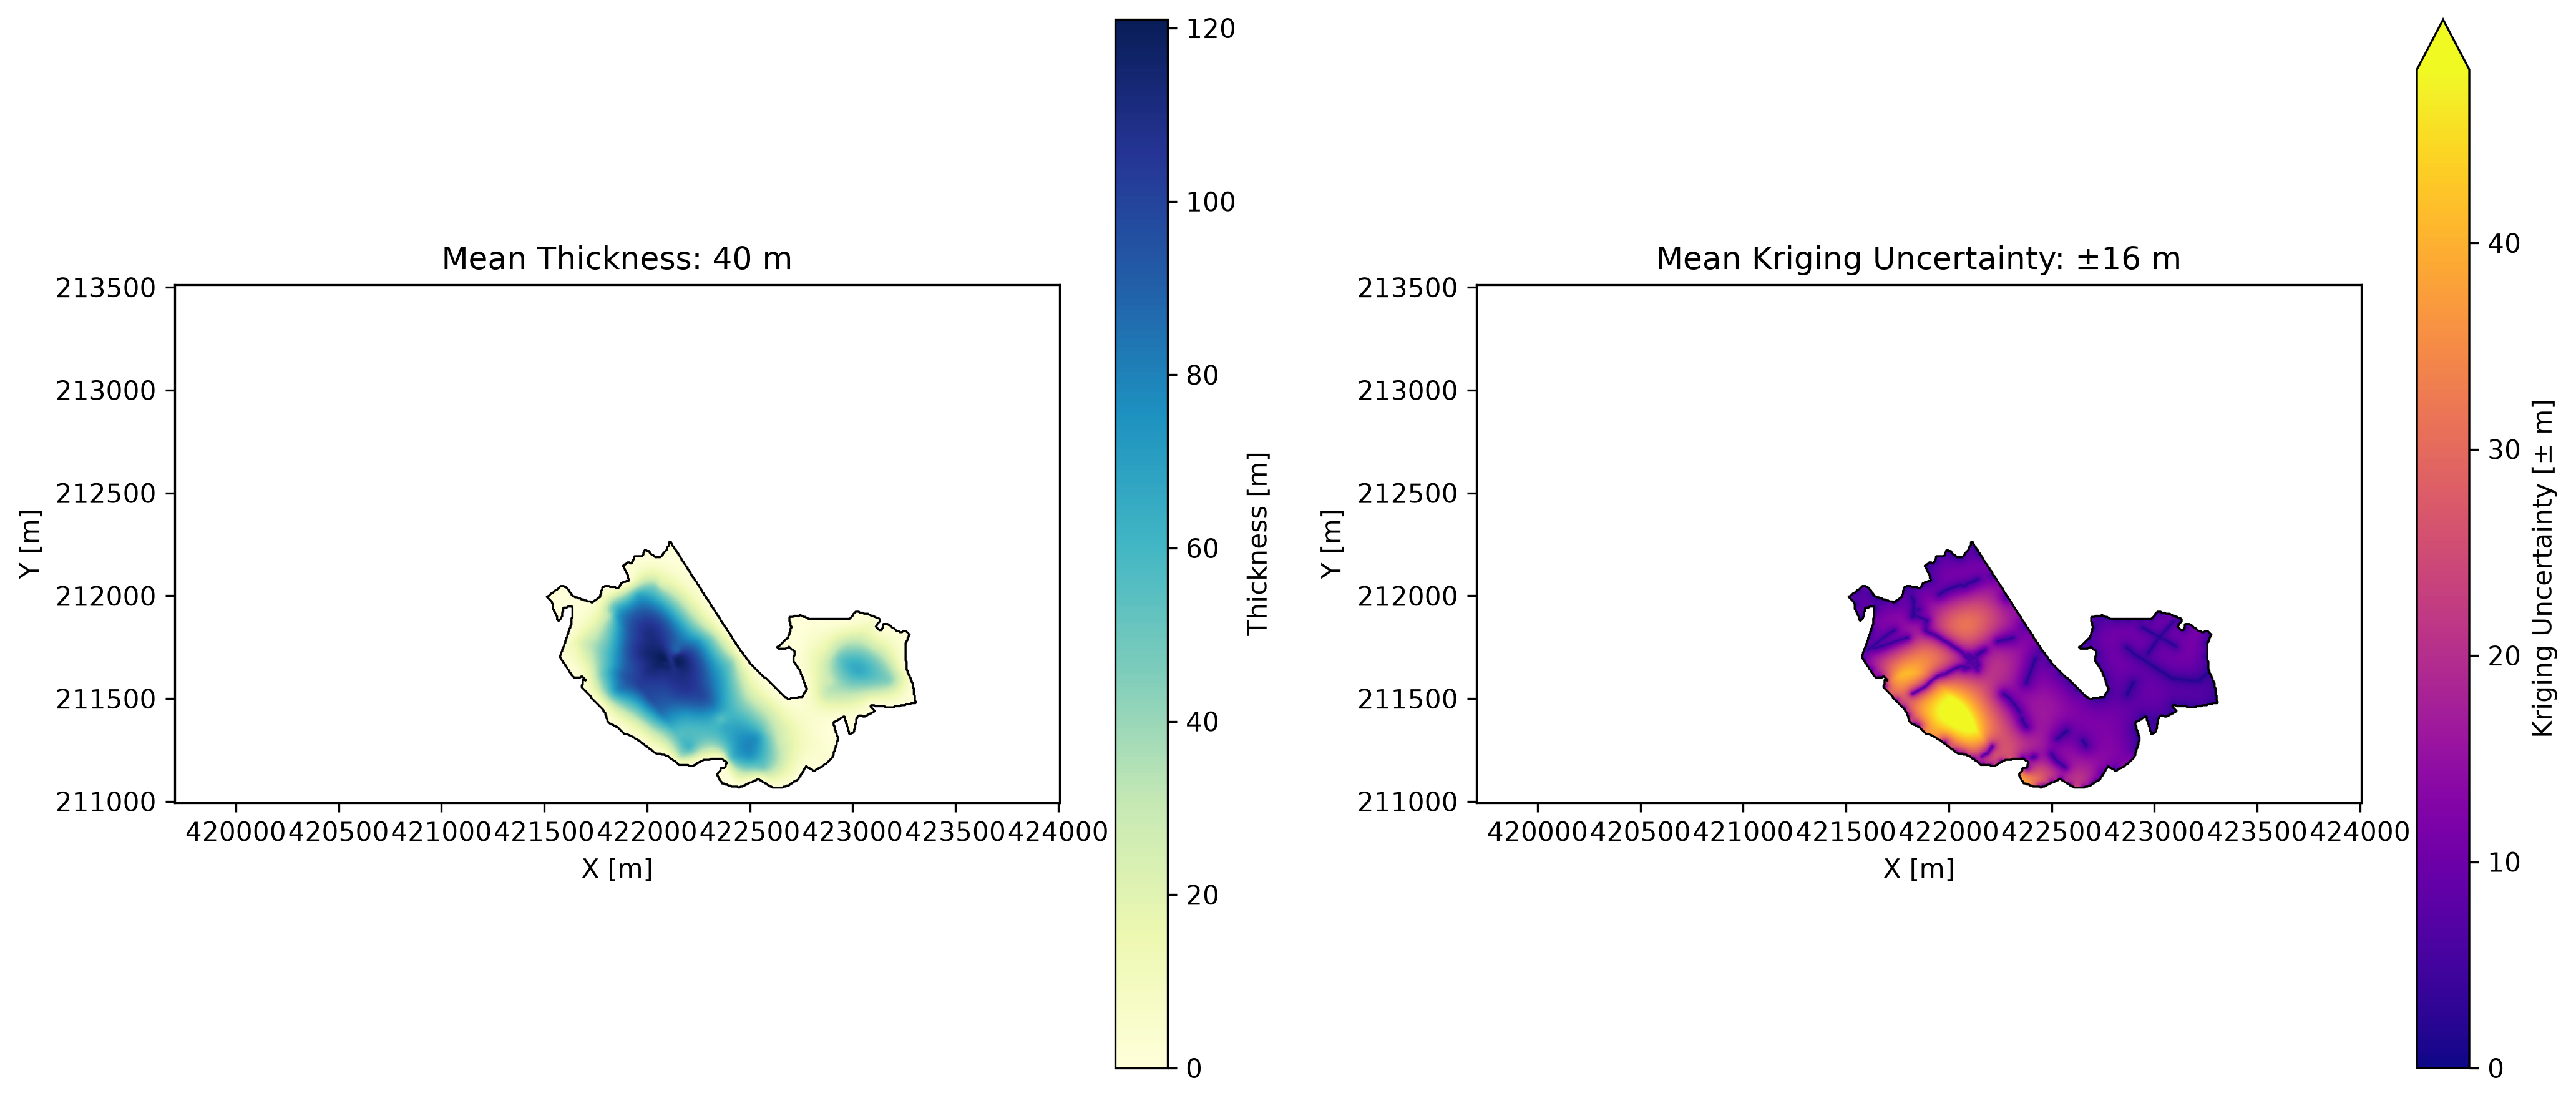 Mean Thickness: 40 m
213500
213000
212500
212000
211500
211000
Y [m]
420000 420500 421000 421500 422000 422500 423000 423500 424000
X [m]
120
100
80
60
40
20
0
Thickness [m]
Mean Kriging Uncertainty: ±16 m
213500
213000
212500
212000
211500
211000
Y [m]
420000 420500 421000 421500 422000 422500 423000 423500 424000
X [m]
40
30
20
10
0
Kriging Uncertainty [± m]